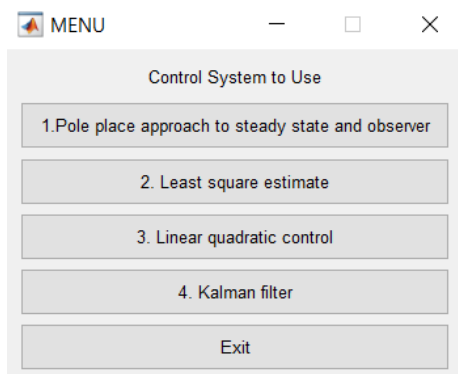 MENU
Control System to Use
1.Pole place approach to steady state and observer
2. Least square estimate
3. Linear quadratic control
4. Kalman filter
Exit